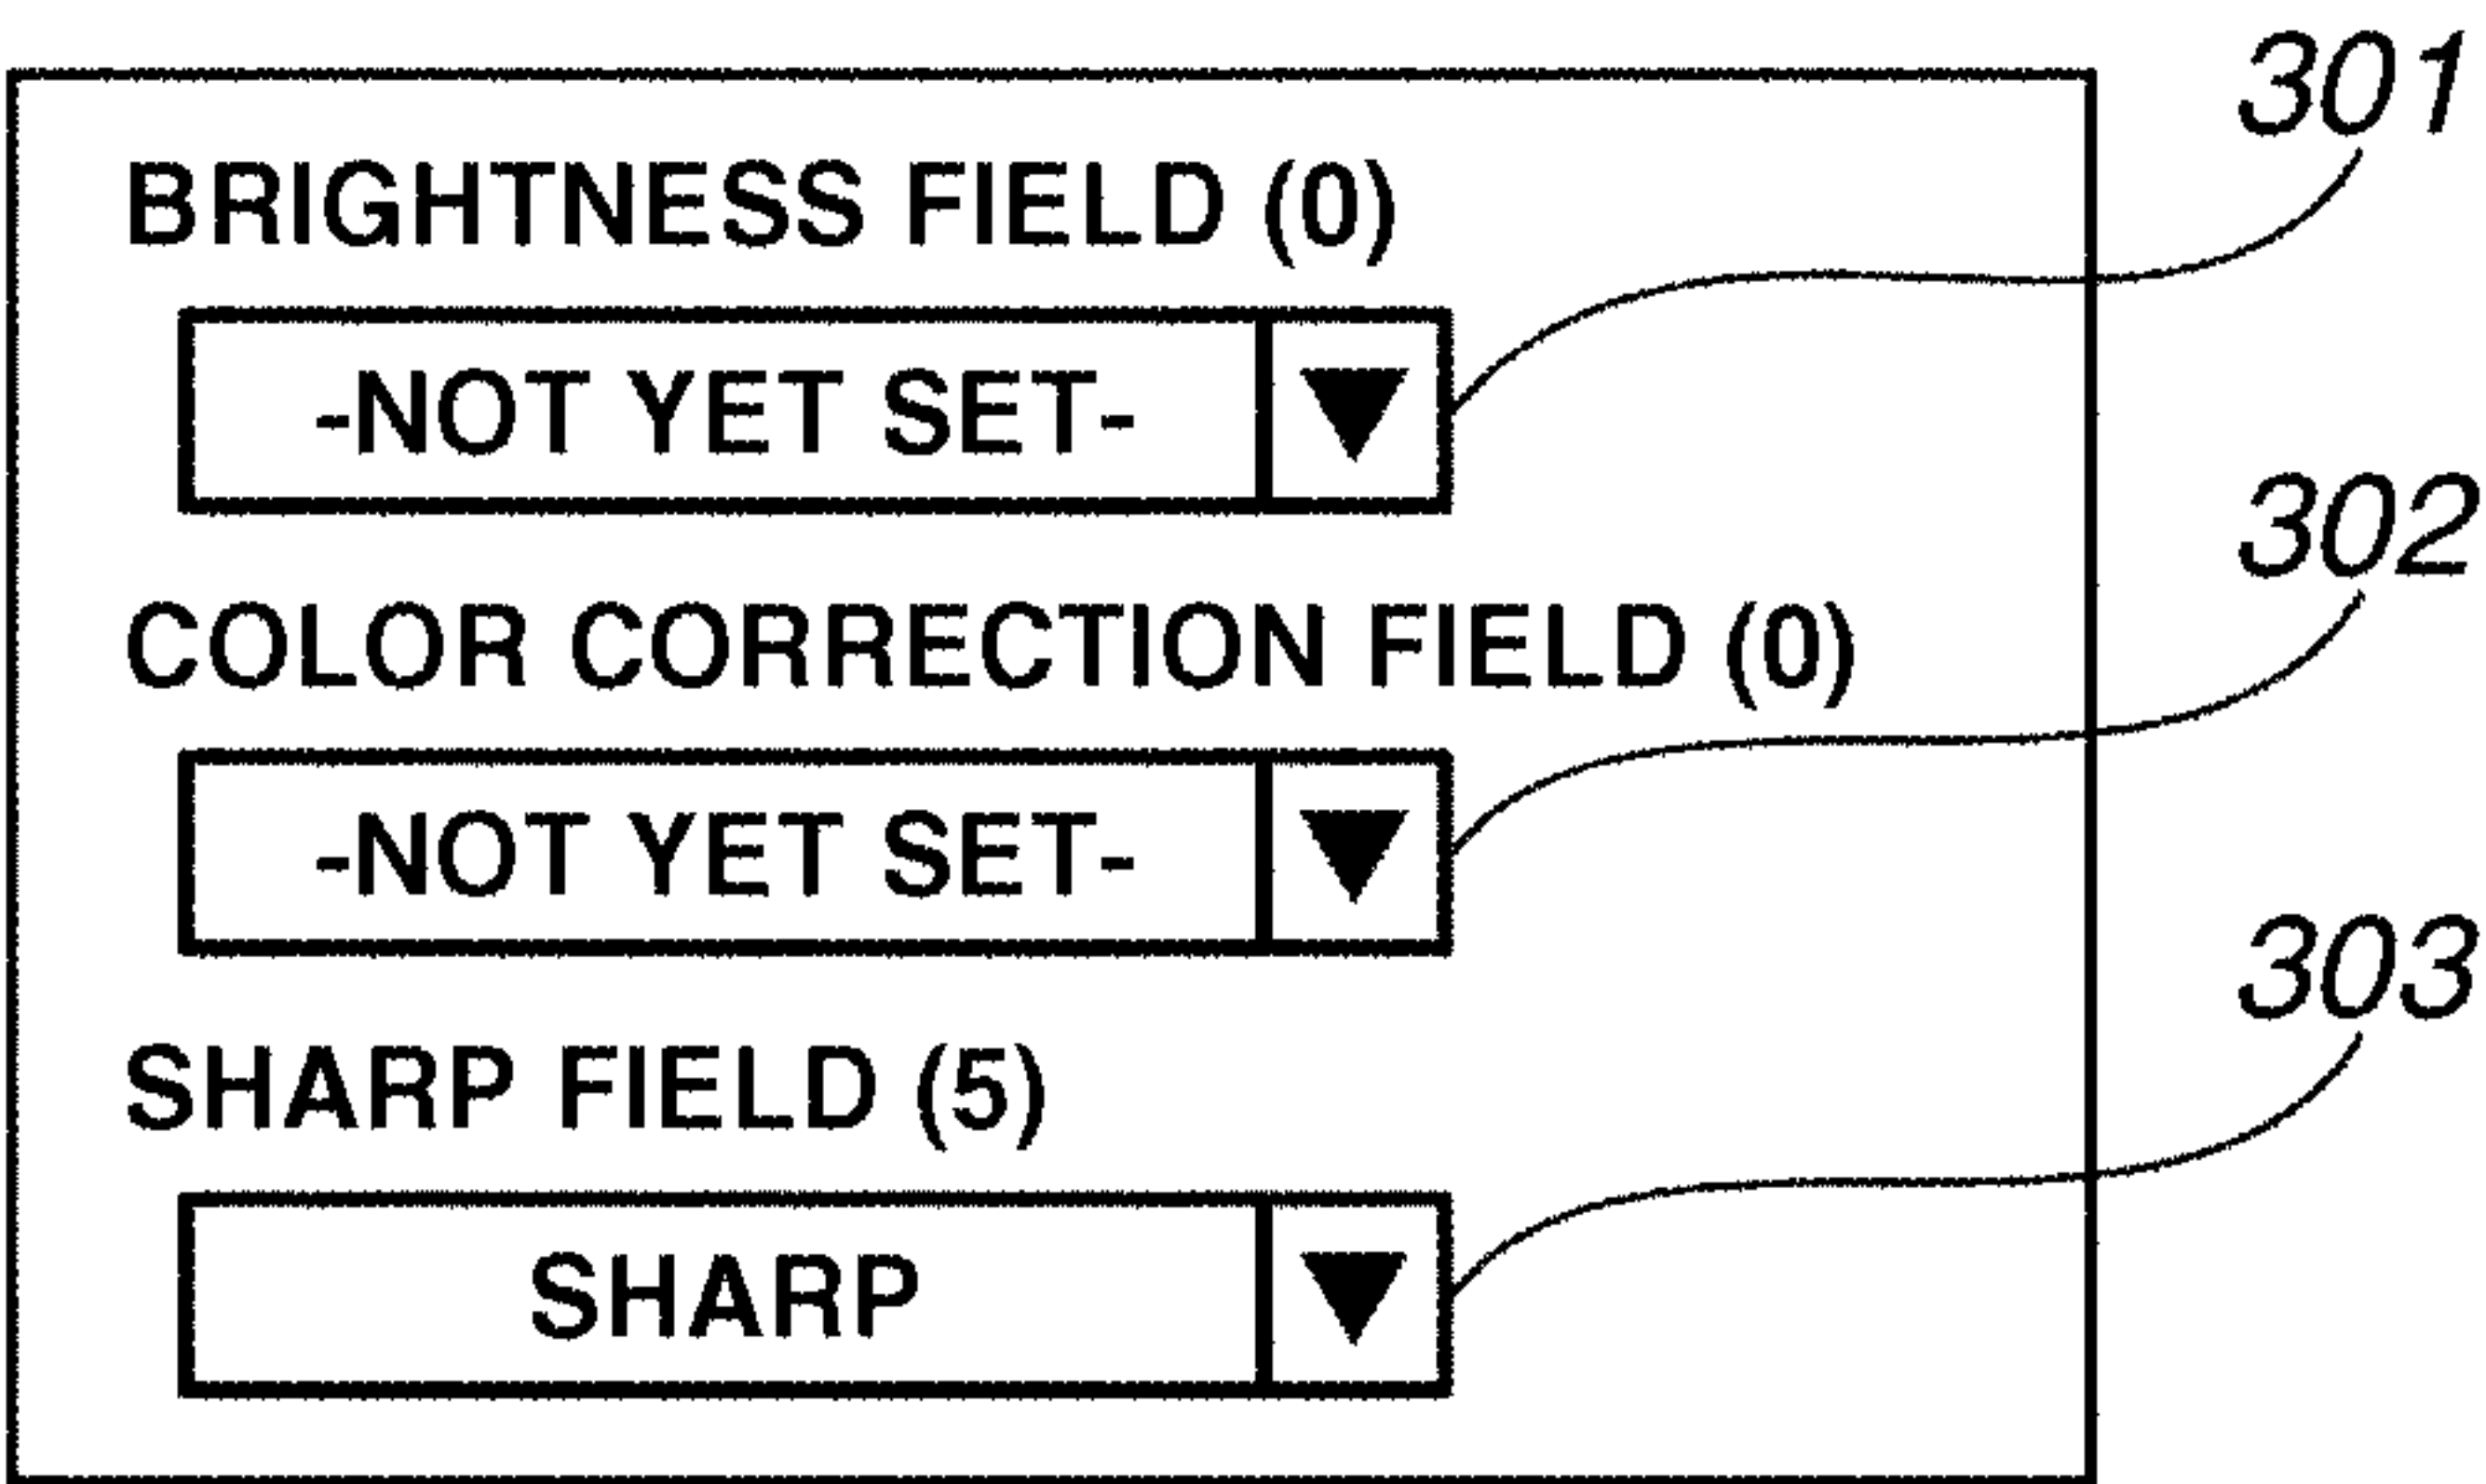 301
BRIGHTNESS FIELD (0)
-NOT YET SET-
302
COLOR CORRECTION FIELD (0)
-NOT YET SET-
303
SHARP FIELD (5)
SHARP